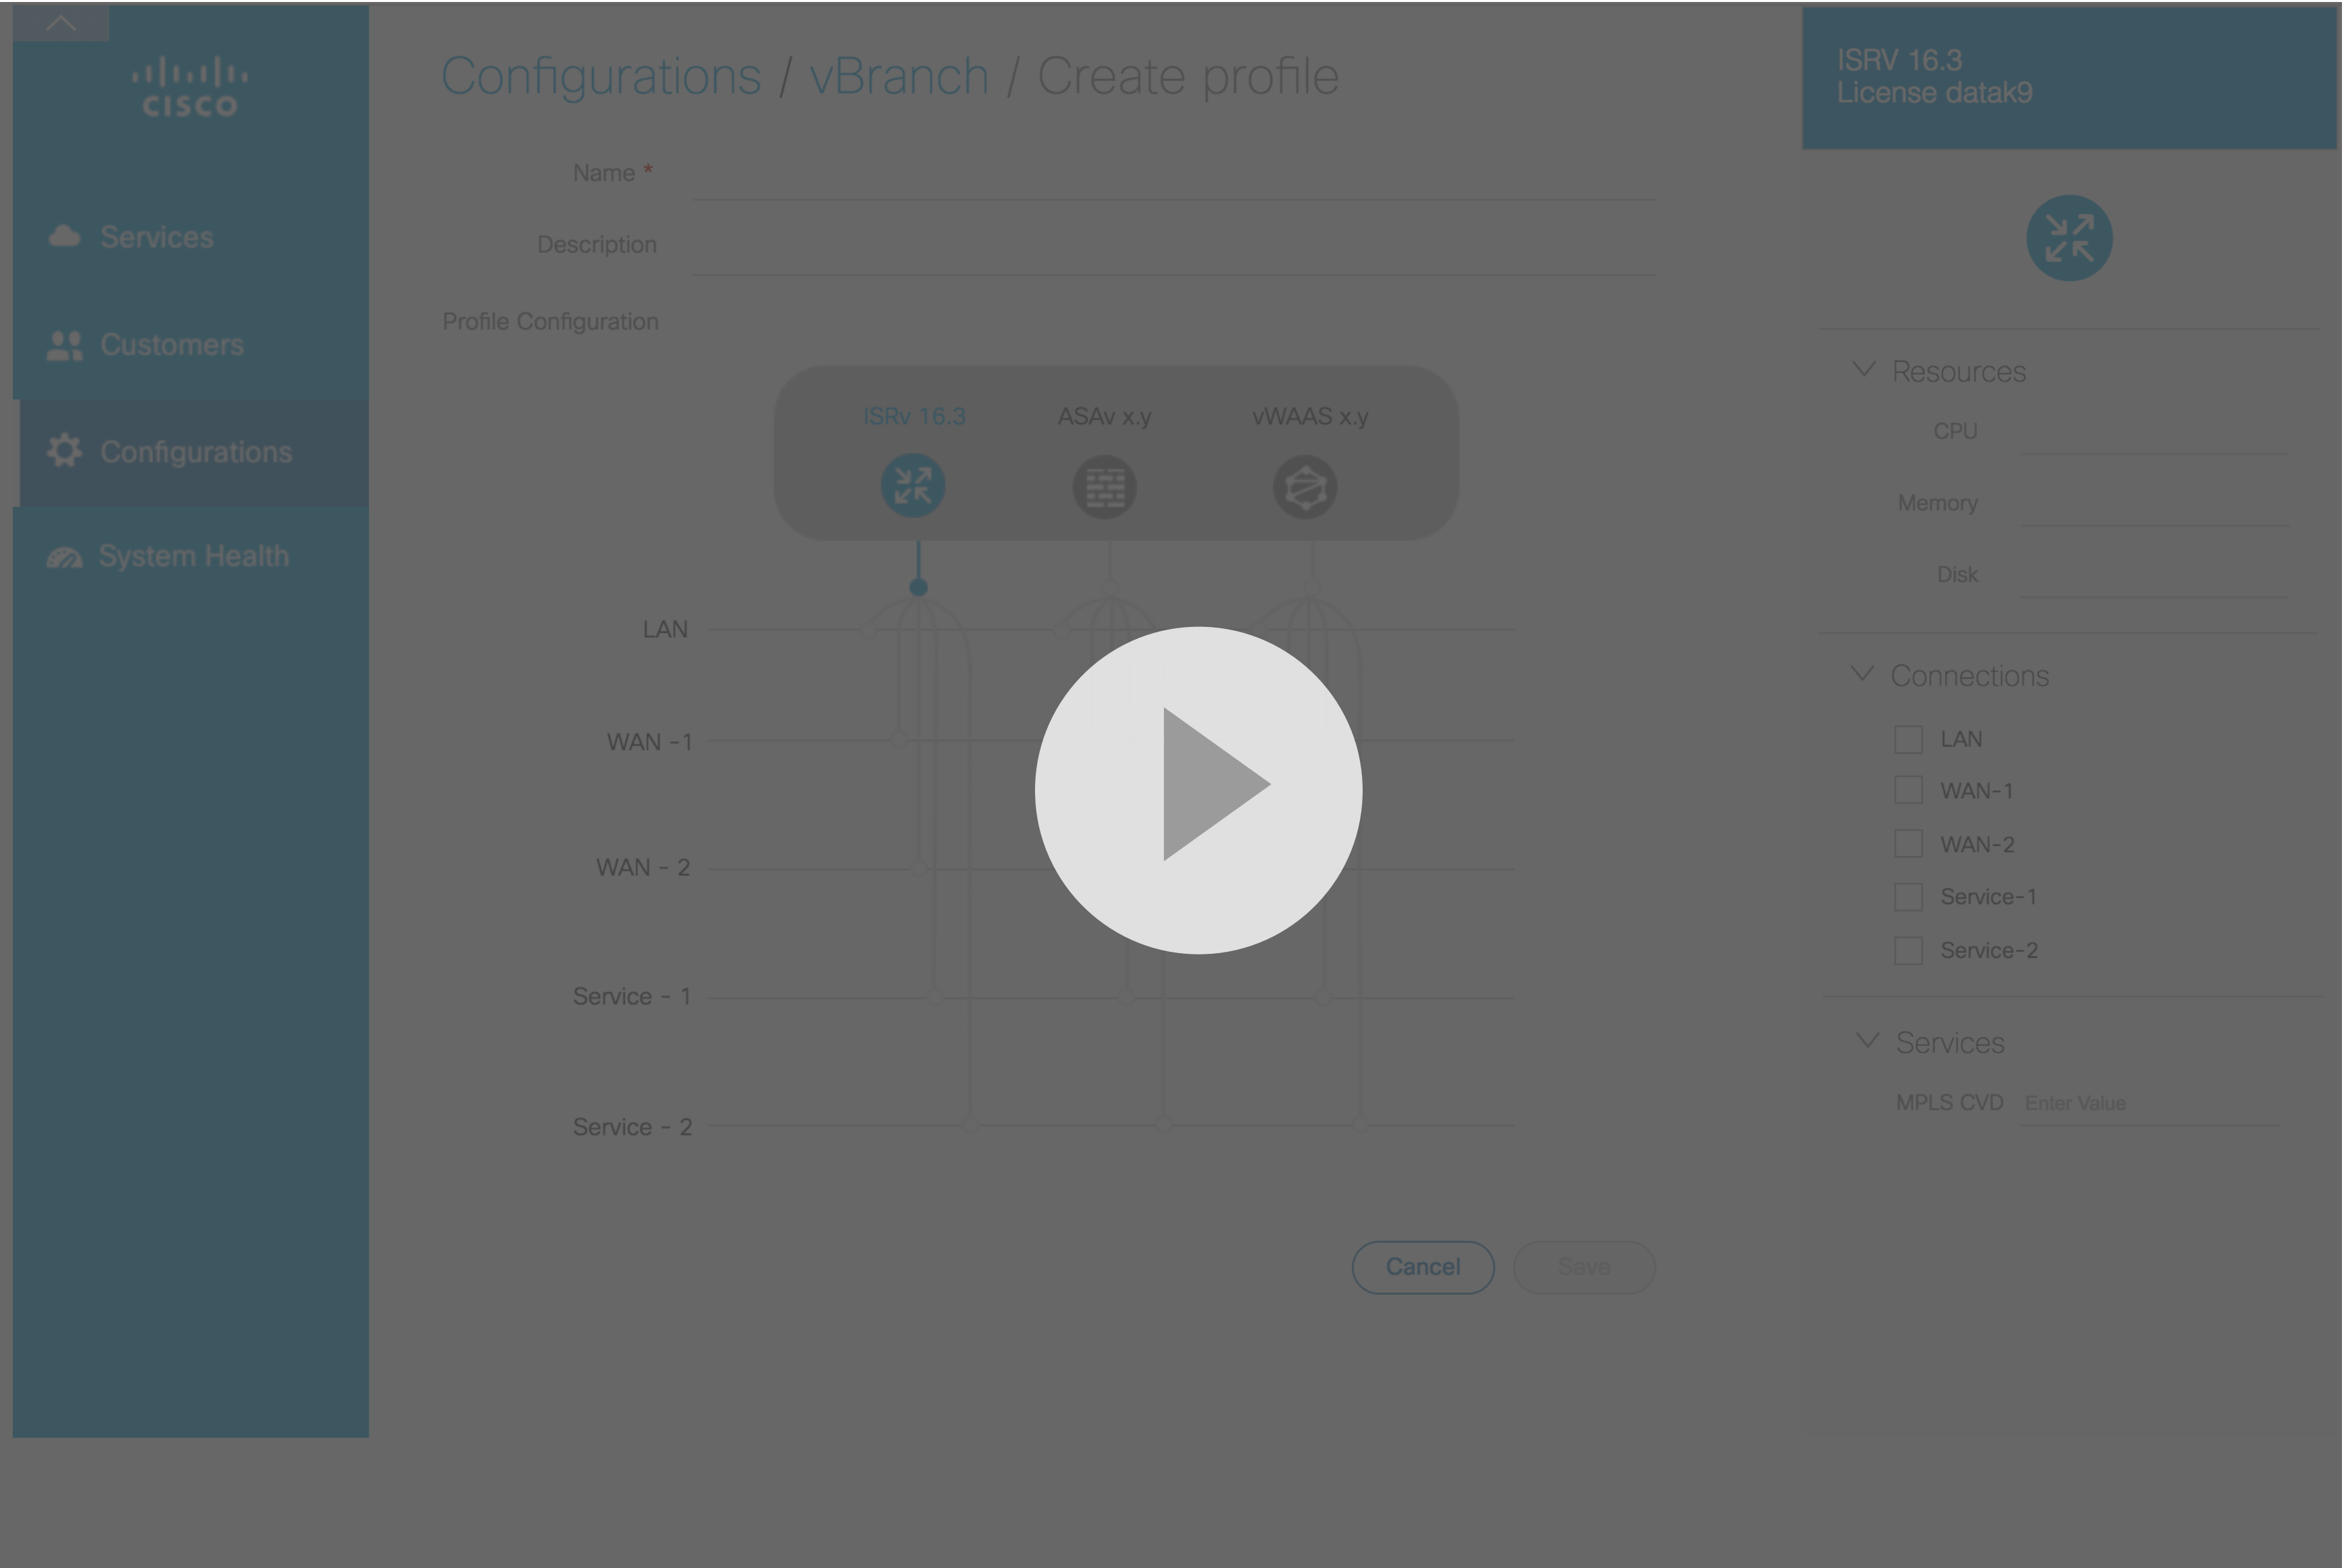 CISCO
Services
Customers
Configurations
System Health
Configurations / vBranch / Create profile
Name *
Description
Profile Configuration
ISRv 16.3 ASAv x.y vWAAS x.y
LAN
WAN -1
WAN - 2
Service - 1
Service - 2
Cancel Save
ISRV 16.3
License datak9
Resources
CPU
Memory
Disk
Connections
LAN
WAN-1
WAN-2
Service-1
Service-2
Services
MPLS CVD Enter Value